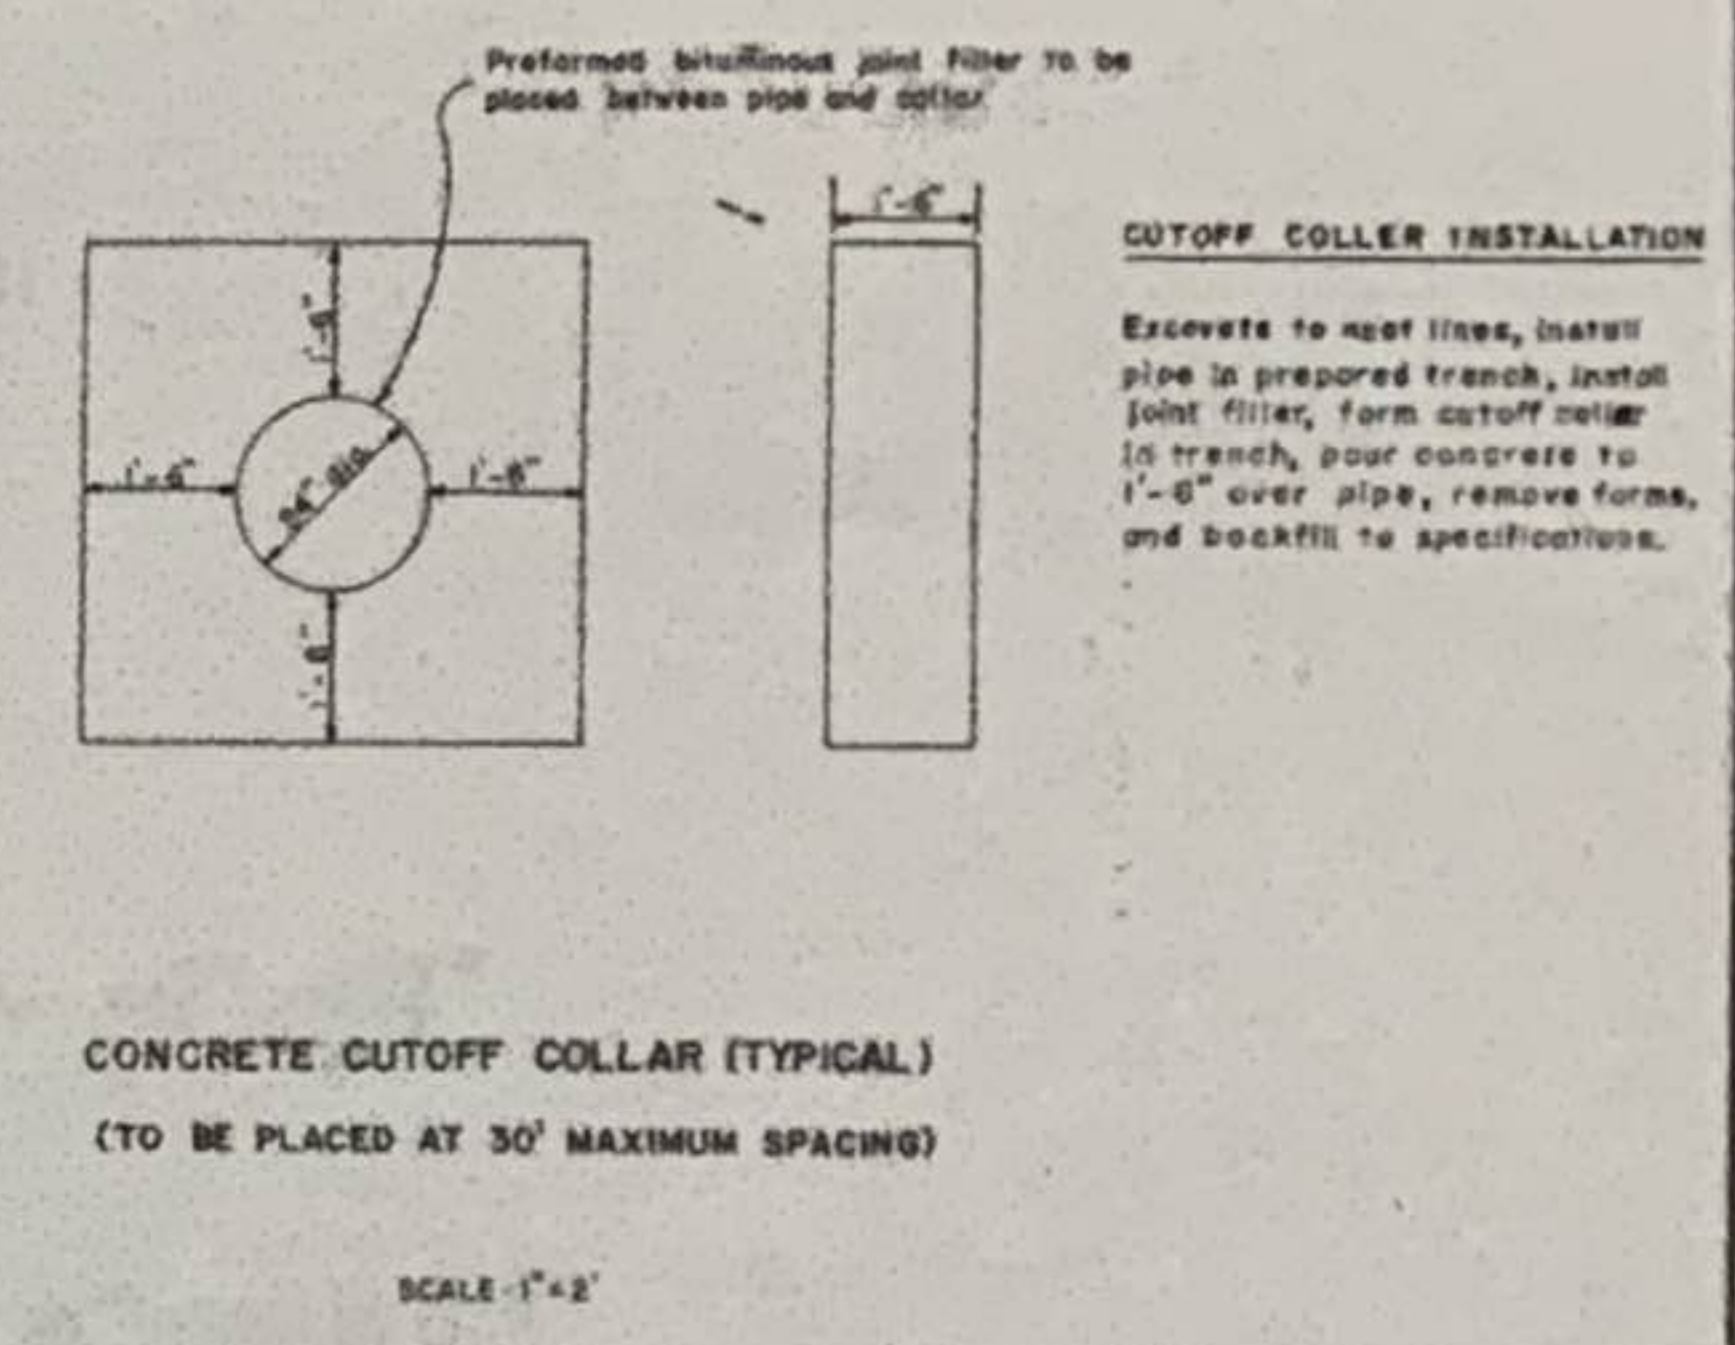 Preformed bituminous joint filler to be
placed between pipe and collar
1'-6"
1'-6"
1'-6"
24" dia.
1'-6"
1'-6"
CUTOFF COLLER INSTALLATION
Excavate to neat lines, install
pipe in prepared trench, install
joint filler, form cutoff collar
in trench, pour concrete to
1'-6" over pipe, remove forms,
and backfill to specifications.
CONCRETE CUTOFF COLLAR (TYPICAL)
(TO BE PLACED AT 30' MAXIMUM SPACING)
SCALE 1"=2'